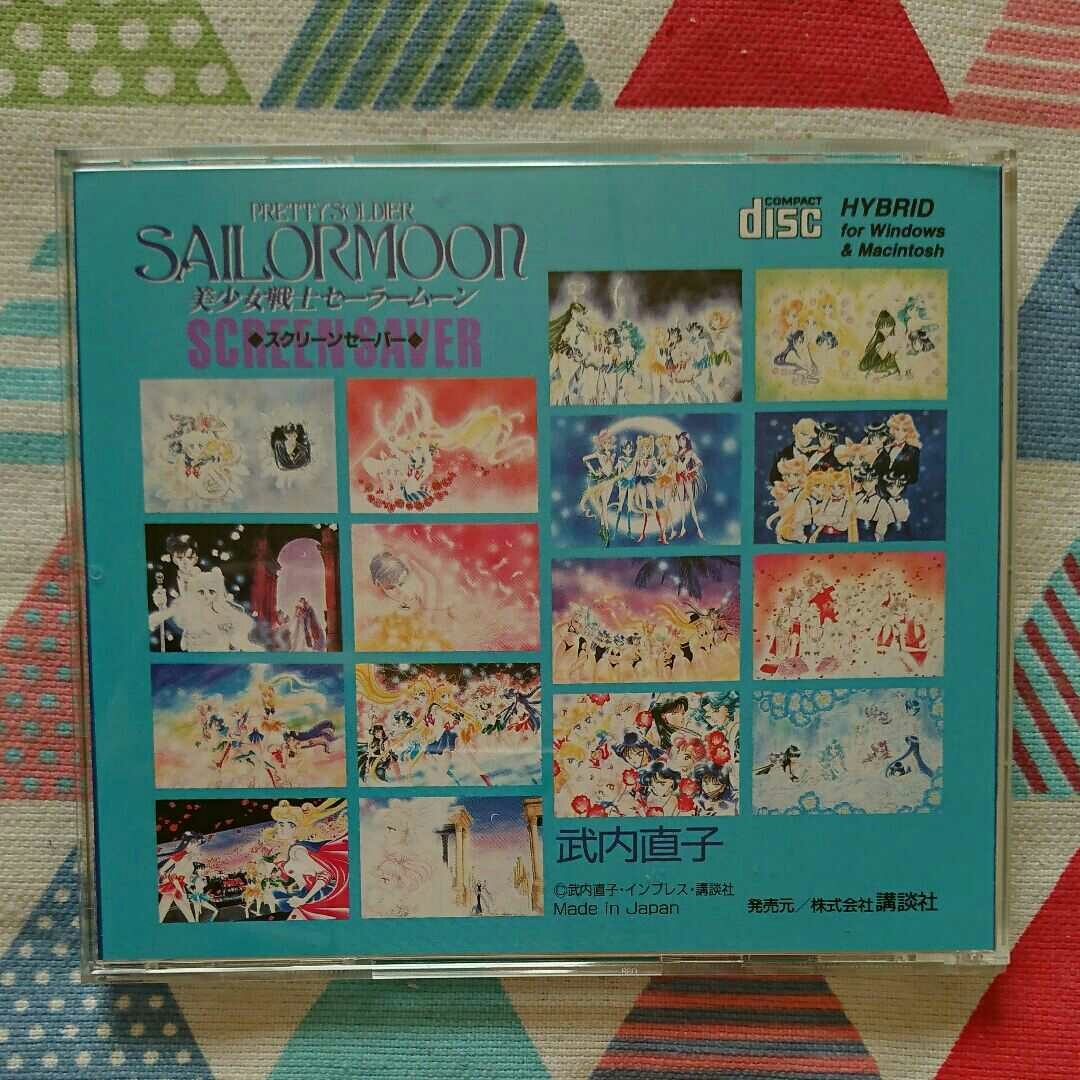 PRETTY SOLDIER
SAILORMOON
美少女戦士セーラームーン
SCREEN SAVER
◆スクリーンセーバー◆
COMPACT
disc
HYBRID
for Windows
& Macintosh
武内直子
©武内直子・インプレス・講談社
Made in Japan
発売元／株式会社 講談社